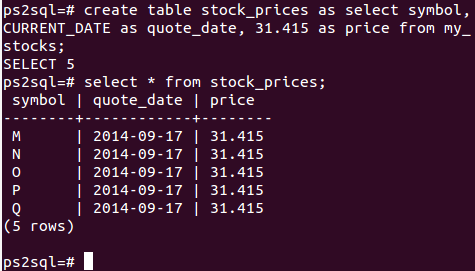 ps2sql=# create table stock_prices as select symbol,
CURRENT_DATE as quote_date, 31.415 as price from my_
stocks;
SELECT 5
ps2sql=# select * from stock_prices;
 symbol | quote_date | price
--------+------------+--------
 M      | 2014-09-17 | 31.415
 N      | 2014-09-17 | 31.415
 O      | 2014-09-17 | 31.415
 P      | 2014-09-17 | 31.415
 Q      | 2014-09-17 | 31.415
(5 rows)

ps2sql=#